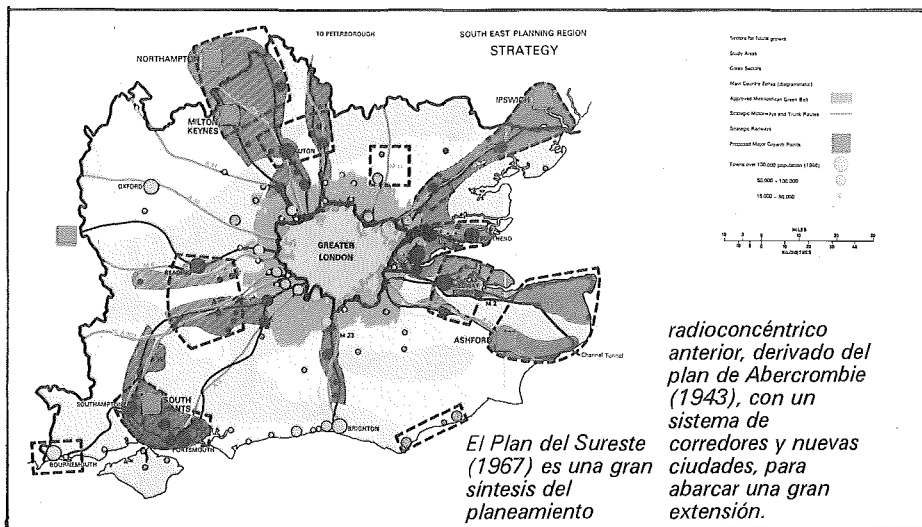 TO PETERBOROUGH
SOUTH EAST PLANNING REGION
STRATEGY
NORTHAMPTON
MILTON
KEYNES
IPSWICH
OXFORD
GREATER
LONDON
M 2
ASHFORD
Channel Tunnel
M 23
SOUTHAMPTON
SOUTH
PORTSMOUTH
BRIGHTON
BOURNEMOUTH
Sectors for future growth
Study Areas
Green Sectors
Main Country Zones (diagrammatic)
Approved Metropolitan Green Belt
Strategic Motorways and Trunk Routes
Strategic Railways
Proposed Major Growth Points
Towns over 100,000 population (1966)
50,000 - 100,000
15,000 - 50,000
MILES
KILOMETRES
El Plan del Sureste
(1967) es una gran
síntesis del
planeamiento
radioconcéntrico
anterior, derivado del
plan de Abercrombie
(1943), con un
sistema de
corredores y nuevas
ciudades, para
abarcar una gran
extensión.